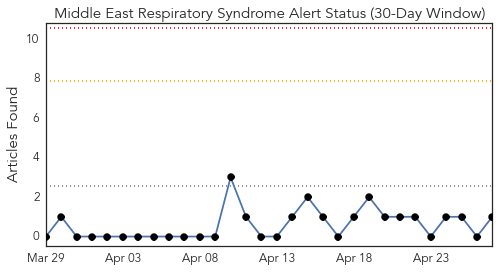 Middle East Respiratory Syndrome Alert Status (30-Day Window)
Articles Found
10
8
6
4
2
0
Mar 29 Apr 03 Apr 08 Apr 13 Apr 18 Apr 23